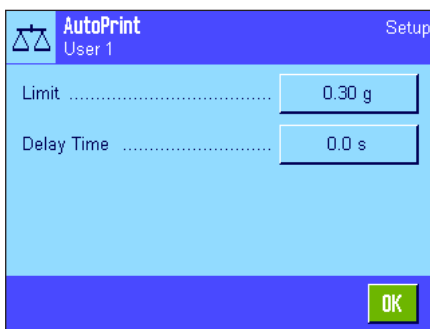 AutoPrint Setup
User 1
Limit .................................... 0.30 g
Delay Time ........................... 0.0 s
OK